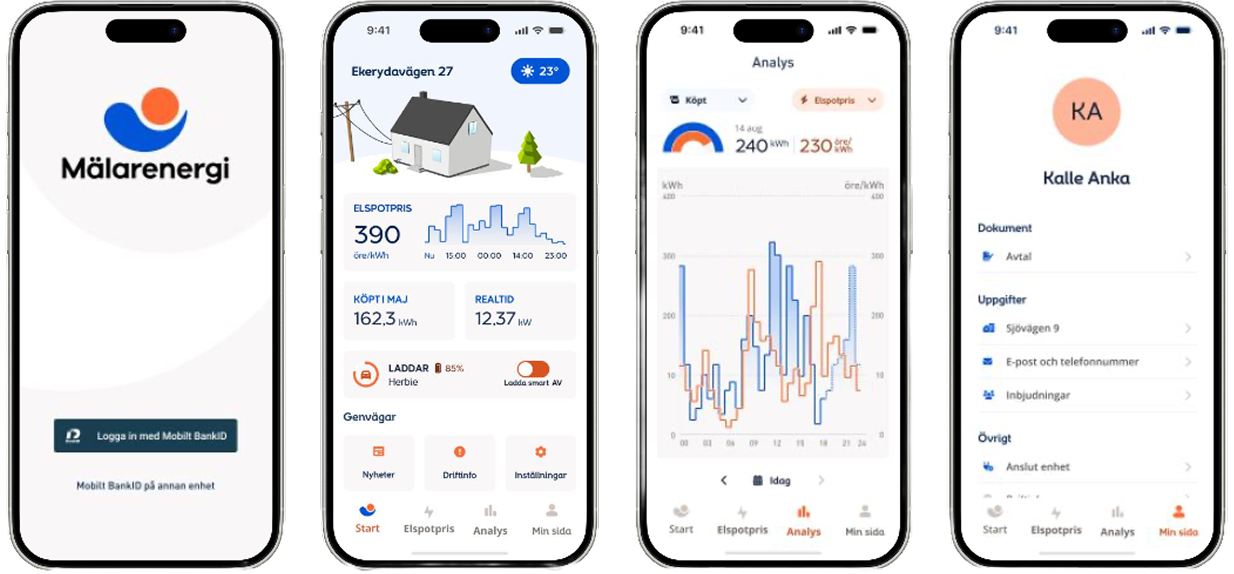 Mälarenergi
Logga in med Mobilt BankID
Mobilt BankID på annan enhet
9:41
Ekerydavägen 27
23°
ELSPOTPRIS
390
öre/kWh
Nu 15:00 00:00 14:00 23:00
KÖPT I MAJ
162,3 kWh
REALTID
12,37 kW
LADDAR 85%
Herbie
Ladda smart AV
Genvägar
Nyheter
Driftinfo
Inställningar
Start
Elspotpris
Analys
Min sida
9:41
Analys
Köpt
Elspotpris
14 aug
240 kWh 230 öre/kWh
kWh öre/kWh
400 400
300 300
200 200
10 10
0 0
00 03 06 09 12 15 18 21 24
Idag
Start
Elspotpris
Analys
Min sida
9:41
KA
Kalle Anka
Dokument
Avtal
Uppgifter
Sjövägen 9
E-post och telefonnummer
Inbjudningar
Övrigt
Anslut enhet
Start
Elspotpris
Analys
Min sida